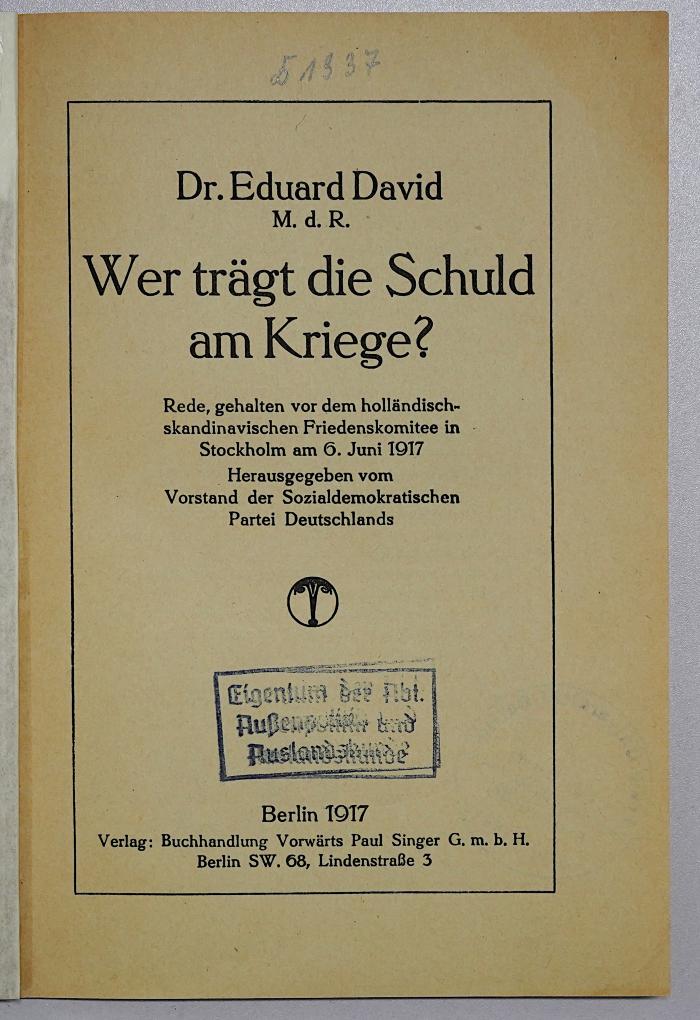 51337
Dr. Eduard David
M. d. R.
Wer trägt die Schuld
am Kriege?
Rede, gehalten vor dem holländisch-
skandinavischen Friedenskomitee in
Stockholm am 6. Juni 1917
Herausgegeben vom
Vorstand der Sozialdemokratischen
Partei Deutschlands
Eigentum der Abt.
Außenpolitik und
Auslandskunde
Berlin 1917
Verlag: Buchhandlung Vorwärts Paul Singer G. m. b. H.
Berlin SW. 68, Lindenstraße 3